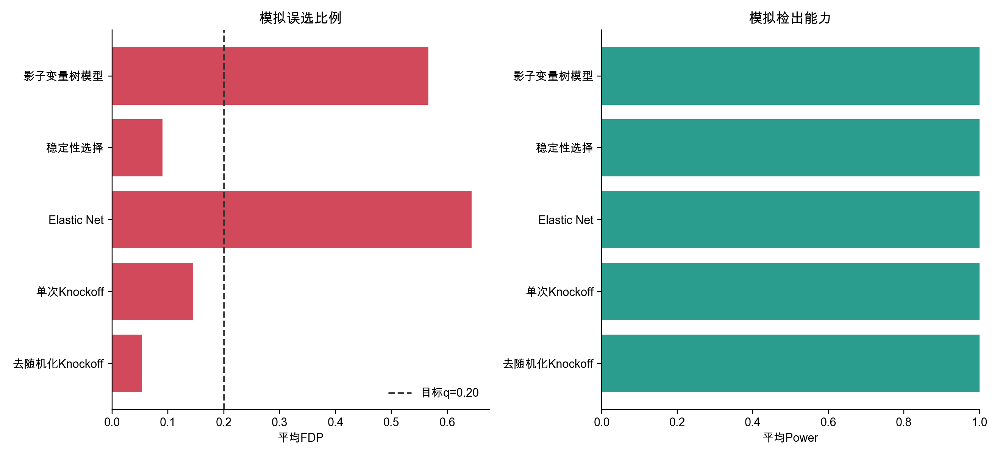 模拟误选比例
影子变量树模型
稳定性选择
Elastic Net
单次Knockoff
去随机化Knockoff
目标q=0.20
0.0 0.1 0.2 0.3 0.4 0.5 0.6
平均FDP
模拟检出能力
影子变量树模型
稳定性选择
Elastic Net
单次Knockoff
去随机化Knockoff
0.0 0.2 0.4 0.6 0.8 1.0
平均Power